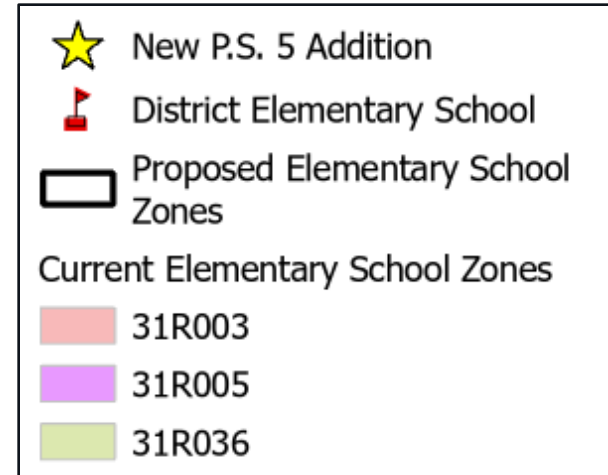 New P.S. 5 Addition
District Elementary School
Proposed Elementary School
Zones
Current Elementary School Zones
31R003
31R005
31R036